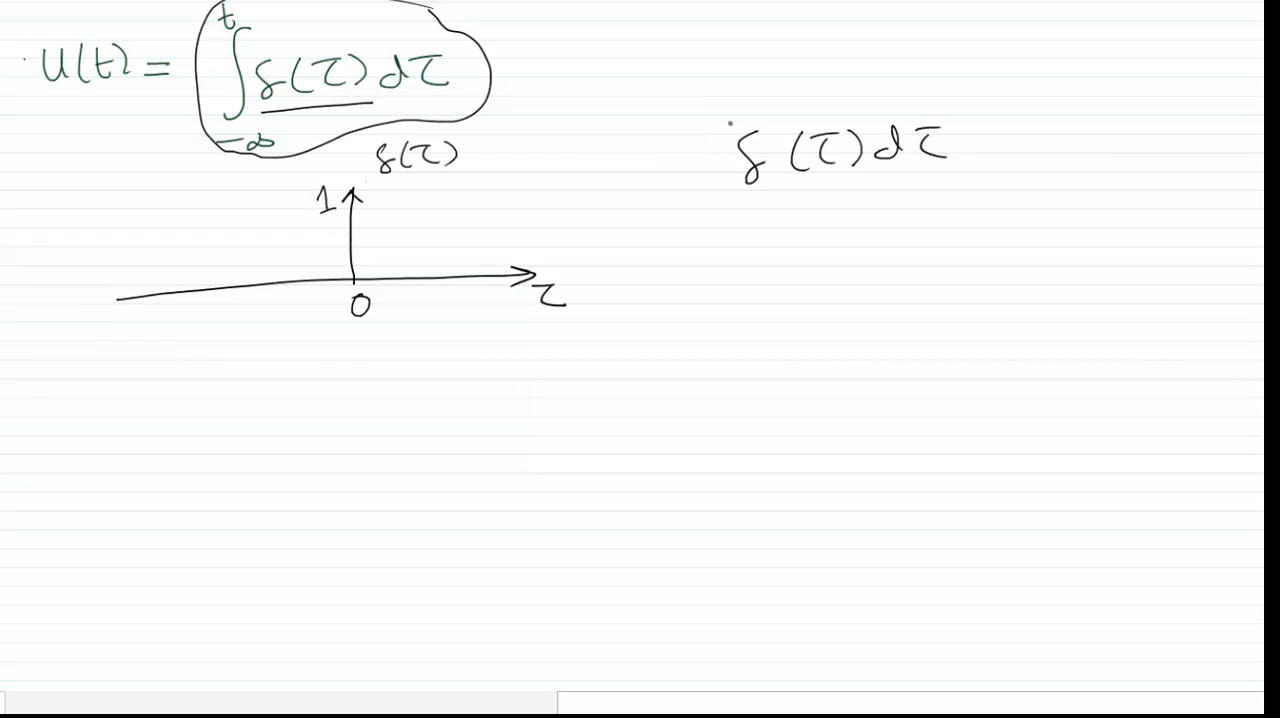 u(t) = ∫_{-∞}^{t} δ(τ) dτ
δ(τ) dτ
δ(τ)
1
0
τ